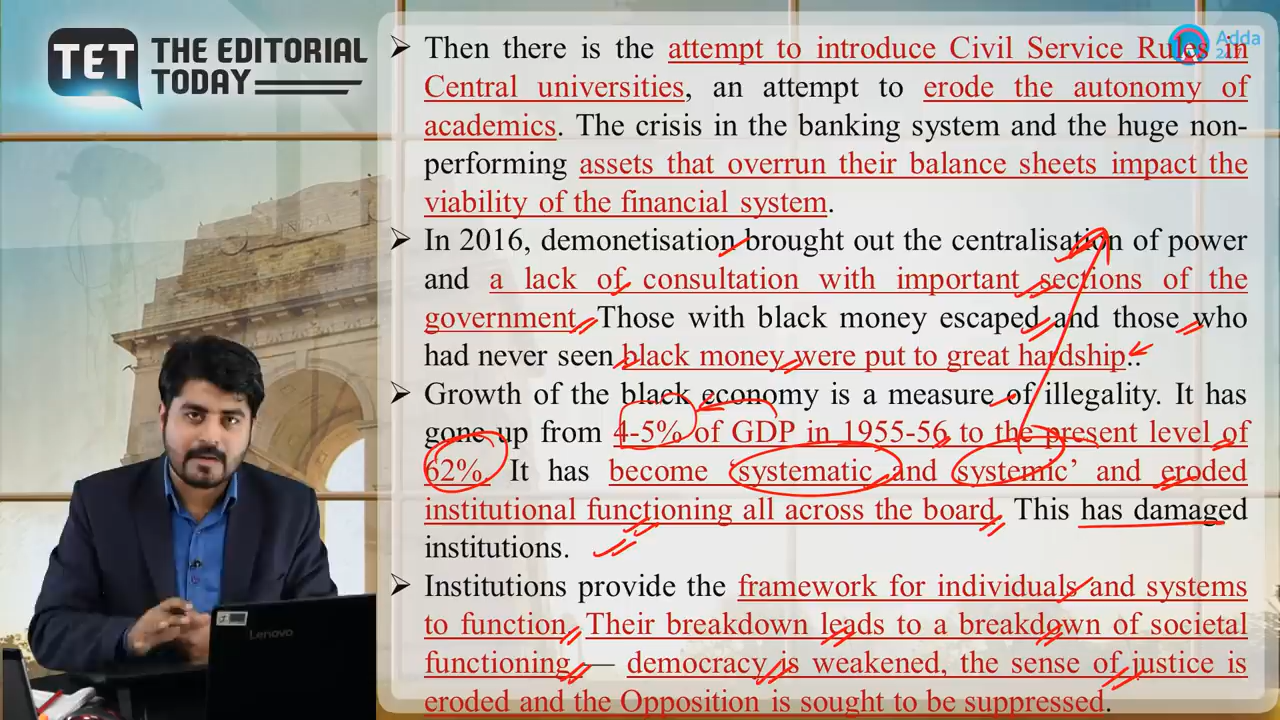 TET THE EDITORIAL
TODAY
Adda
247
Then there is the attempt to introduce Civil Service Rules in
Central universities, an attempt to erode the autonomy of
academics. The crisis in the banking system and the huge non-
performing assets that overrun their balance sheets impact the
viability of the financial system.
In 2016, demonetisation brought out the centralisation of power
and a lack of consultation with important sections of the
government. Those with black money escaped and those who
had never seen black money were put to great hardship..
Growth of the black economy is a measure of illegality. It has
gone up from 4-5% of GDP in 1955-56 to the present level of
62%. It has become ‘systematic and systemic’ and eroded
institutional functioning all across the board. This has damaged
institutions.
Institutions provide the framework for individuals and systems
to function. Their breakdown leads to a breakdown of societal
functioning — democracy is weakened, the sense of justice is
eroded and the Opposition is sought to be suppressed.
Lenovo
INDIA